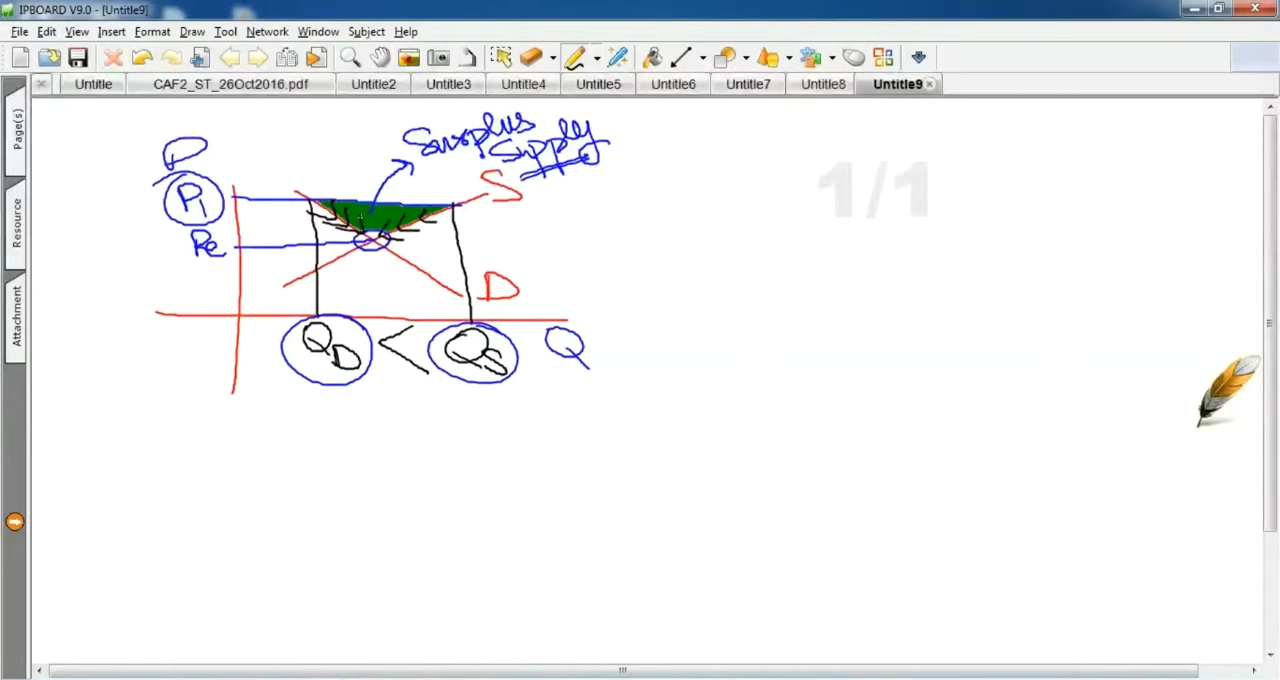 IPBOARD V9.0 - [Untitle9]
File Edit View Insert Format Draw Tool Network Window Subject Help
Untitle CAF2_ST_26Oct2016.pdf Untitle2 Untitle3 Untitle4 Untitle5 Untitle6 Untitle7 Untitle8 Untitle9
Page(s)
Resource
Attachment
1/1
Surplus
Supply
P
P1
Pe
S
D
QD < QS Q